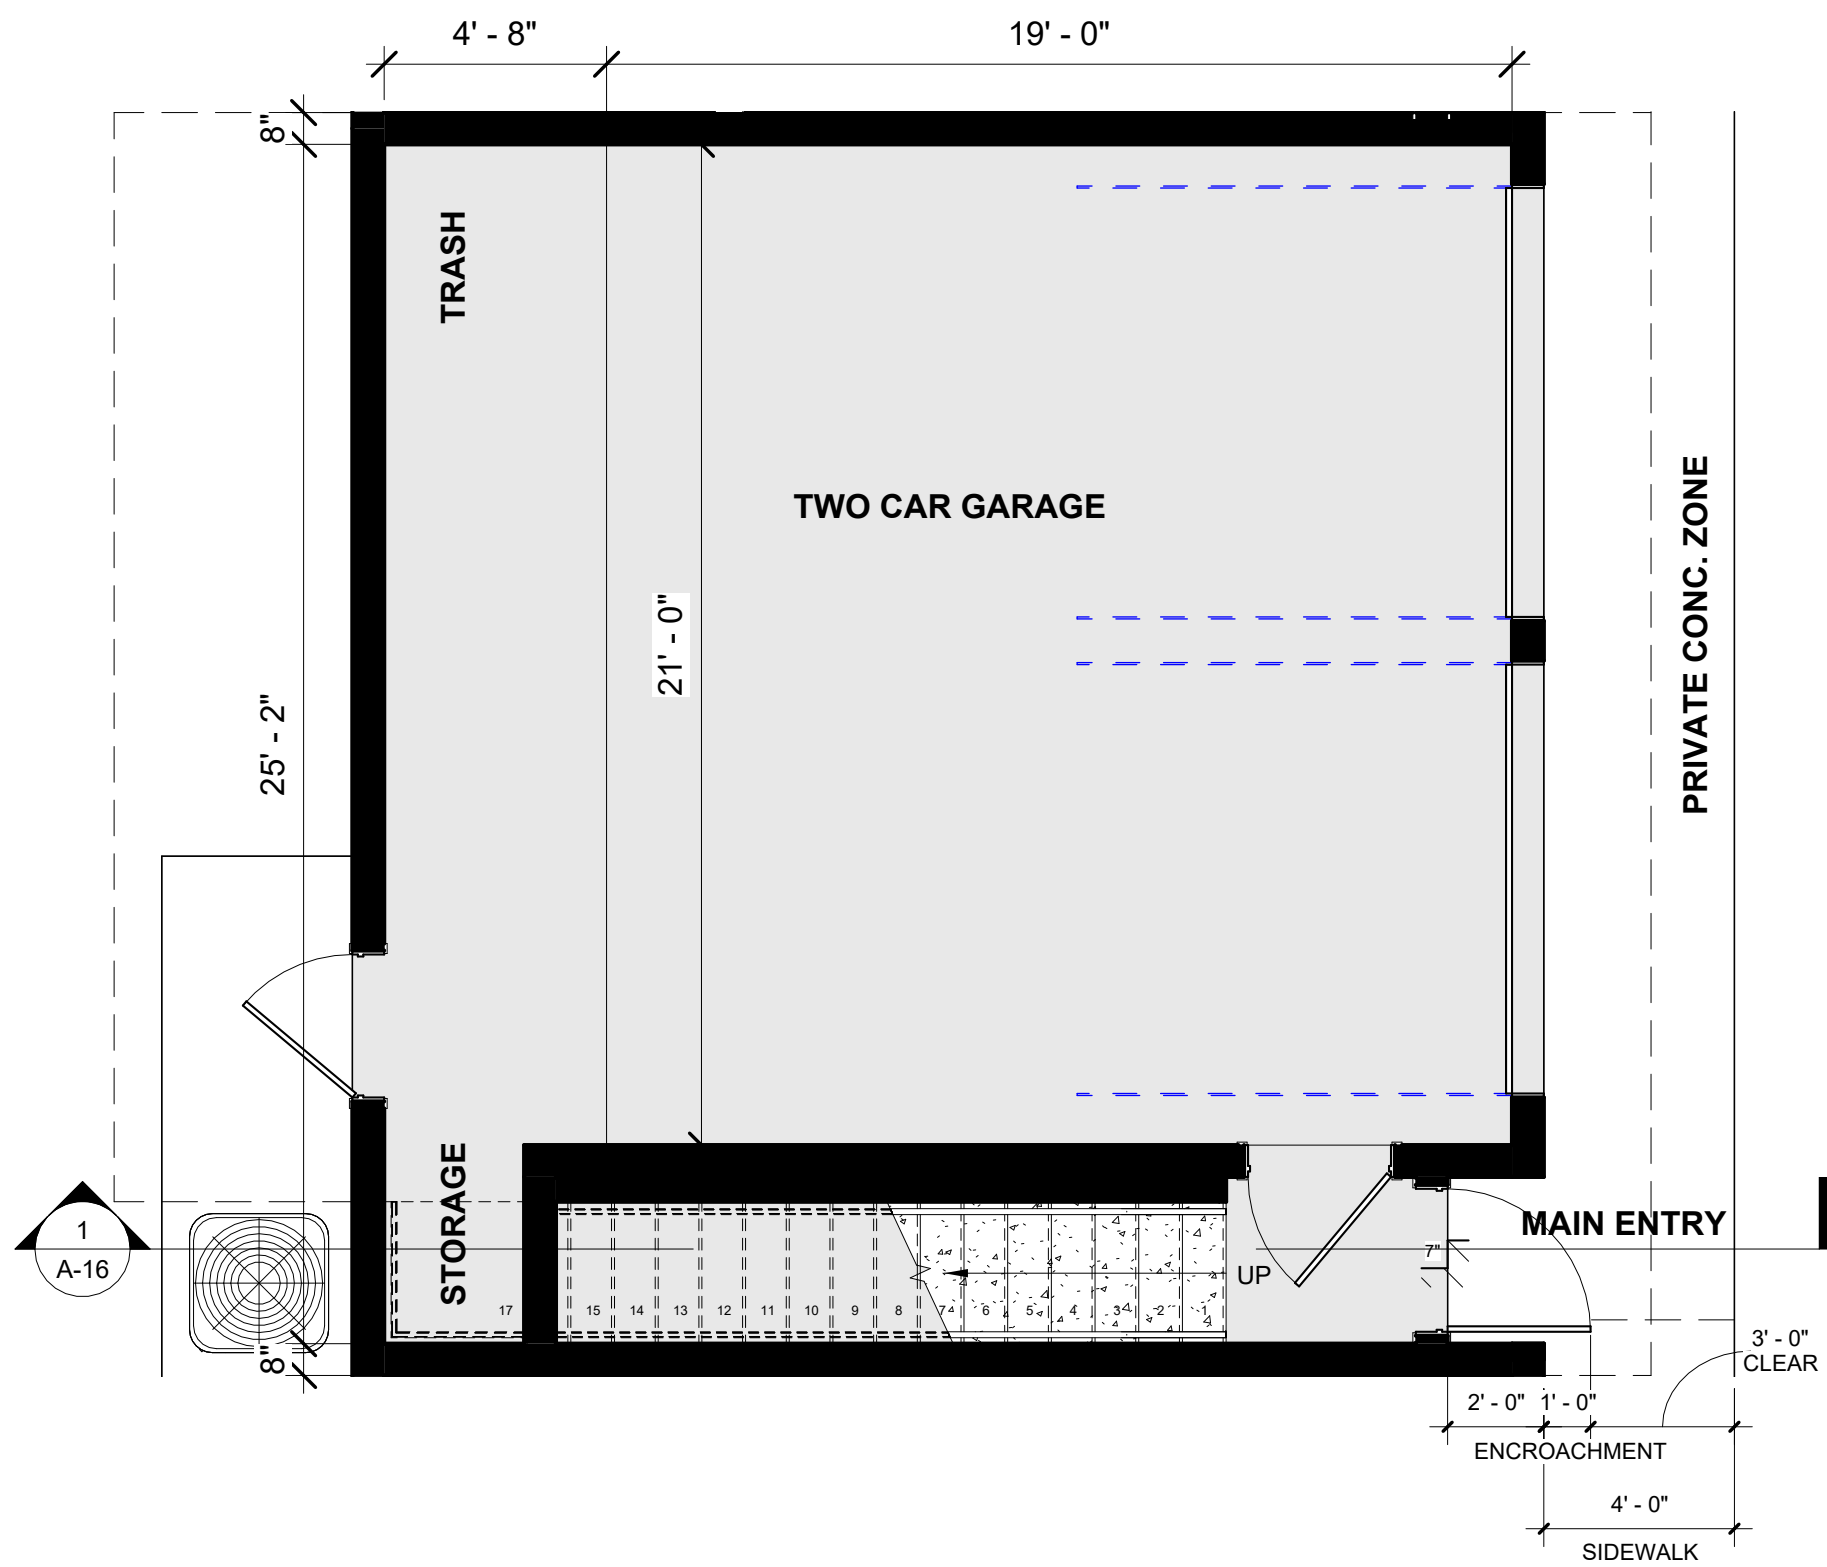 4' - 8"
19' - 0"
8"
TRASH
TWO CAR GARAGE
PRIVATE CONC. ZONE
21' - 0"
25' - 2"
STORAGE
1
A-16
MAIN ENTRY
7"
UP
17 15 14 13 12 11 10 9 8 7 6 5 4 3 2 1
8"
3' - 0"
CLEAR
2' - 0" 1' - 0"
ENCROACHMENT
4' - 0"
SIDEWALK